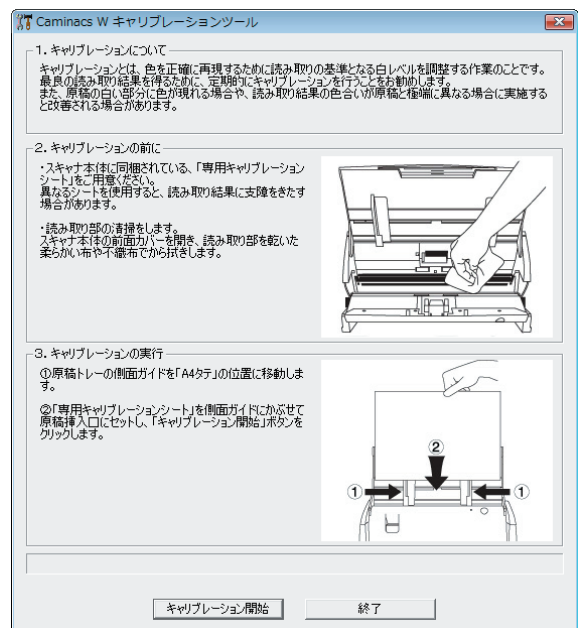 Caminacs W キャリブレーションツール
1. キャリブレーションについて
キャリブレーションとは、色を正確に再現するために読み取りの基準となる白レベルを調整する作業のことです。
最良の読み取り結果を得るために、定期的にキャリブレーションを行うことをお勧めします。
また、原稿の白い部分に色が現れる場合や、読み取り結果の色合いが原稿と極端に異なる場合に実施する
と改善される場合があります。
2. キャリブレーションの前に
・スキャナ本体に同梱されている、「専用キャリブレーション
シート」をご用意ください。
異なるシートを使用すると、読み取り結果に支障をきたす
場合があります。
・読み取り部の清掃をします。
スキャナ本体の前面カバーを開き、読み取り部を乾いた
柔らかい布や不織布でから拭きします。
3. キャリブレーションの実行
①原稿トレーの側面ガイドを「A4タテ」の位置に移動しま
す。
②「専用キャリブレーションシート」を側面ガイドにかぶせて
原稿挿入口にセットし、「キャリブレーション開始」ボタンを
クリックします。
②
① ①
キャリブレーション開始 終了